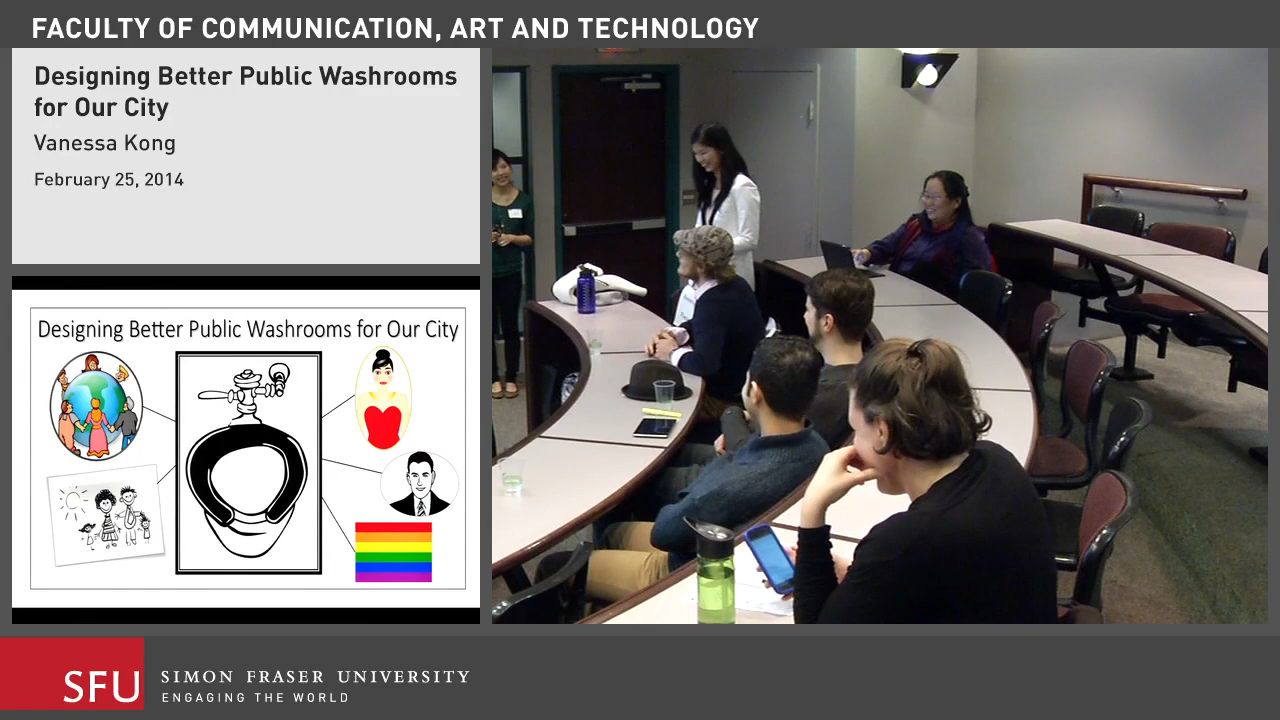 FACULTY OF COMMUNICATION, ART AND TECHNOLOGY
Designing Better Public Washrooms
for Our City
Vanessa Kong
February 25, 2014
Designing Better Public Washrooms for Our City
SFU
SIMON FRASER UNIVERSITY
ENGAGING THE WORLD